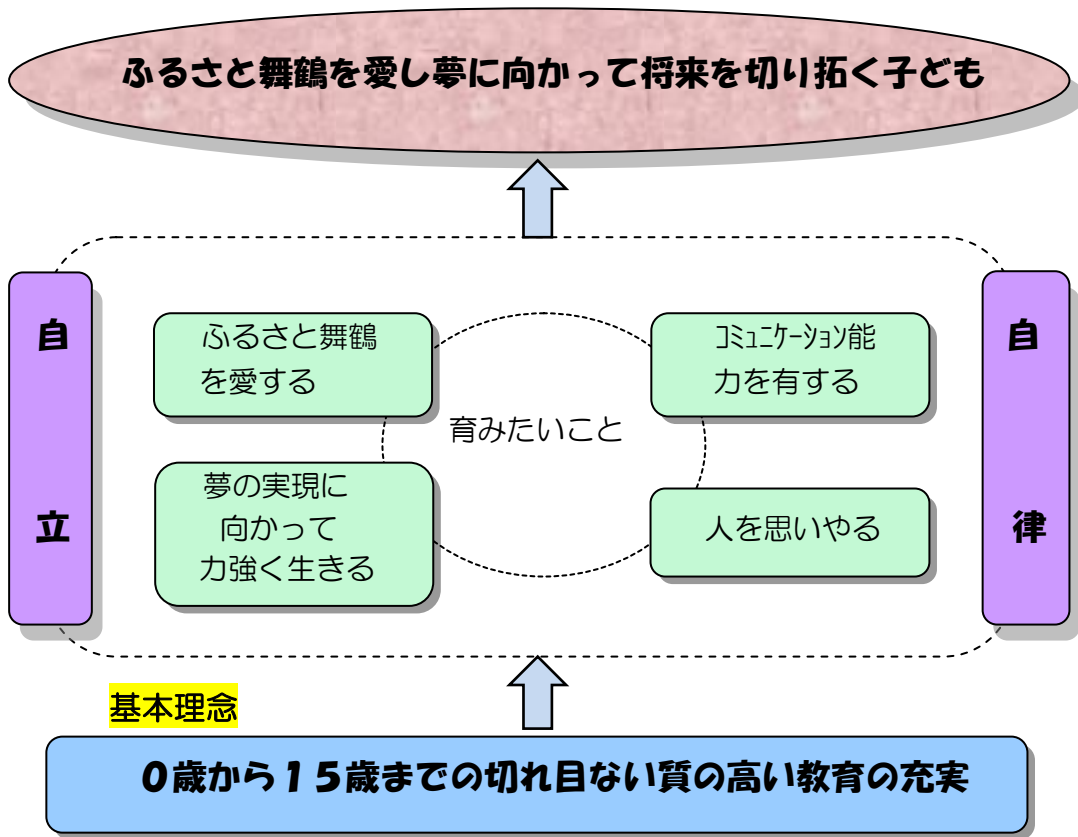 ふるさと舞鶴を愛し夢に向かって将来を切り拓く子ども
自
立
ふるさと舞鶴
を愛する
ｺﾐｭﾆｹｰｼｮﾝ能
力を有する
育みたいこと
夢の実現に
向かって
力強く生きる
人を思いやる
自
律
基本理念
０歳から１５歳までの切れ目ない質の高い教育の充実